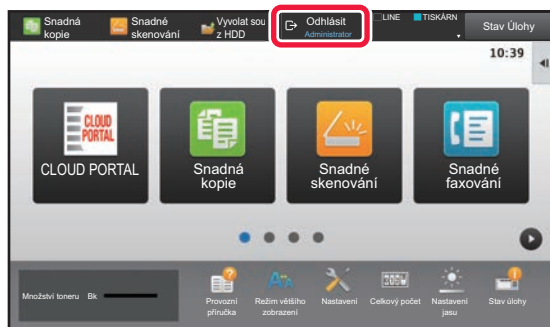 Snadná
kopie
Snadné
skenování
Vyvolat sou
z HDD
Odhlásit
Administrator
LINE
TISKÁRN
Stav Úlohy
10:39
CLOUD
PORTAL
CLOUD PORTAL
Snadná
kopie
Snadné
skenování
Snadné
faxování
Množství toneru Bk
Provozní
příručka
Režim většího
zobrazení
Nastavení
Celkový počet
Nastavení
jasu
Stav úlohy